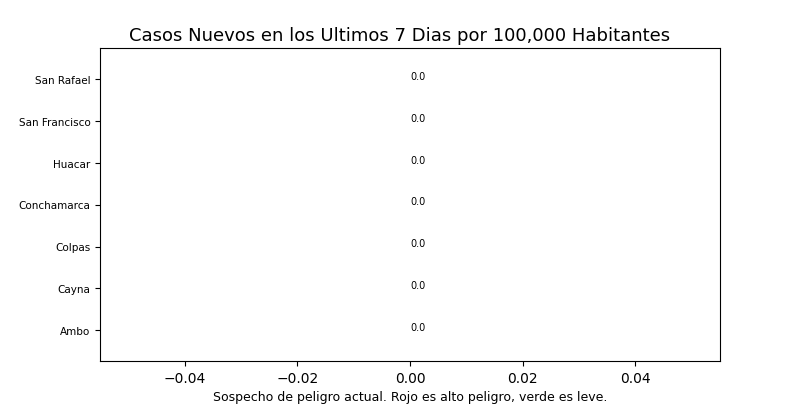 Casos Nuevos en los Ultimos 7 Dias por 100,000 Habitantes
San Rafael 0.0
San Francisco 0.0
Huacar 0.0
Conchamarca 0.0
Colpas 0.0
Cayna 0.0
Ambo 0.0
−0.04 −0.02 0.00 0.02 0.04
Sospecho de peligro actual. Rojo es alto peligro, verde es leve.